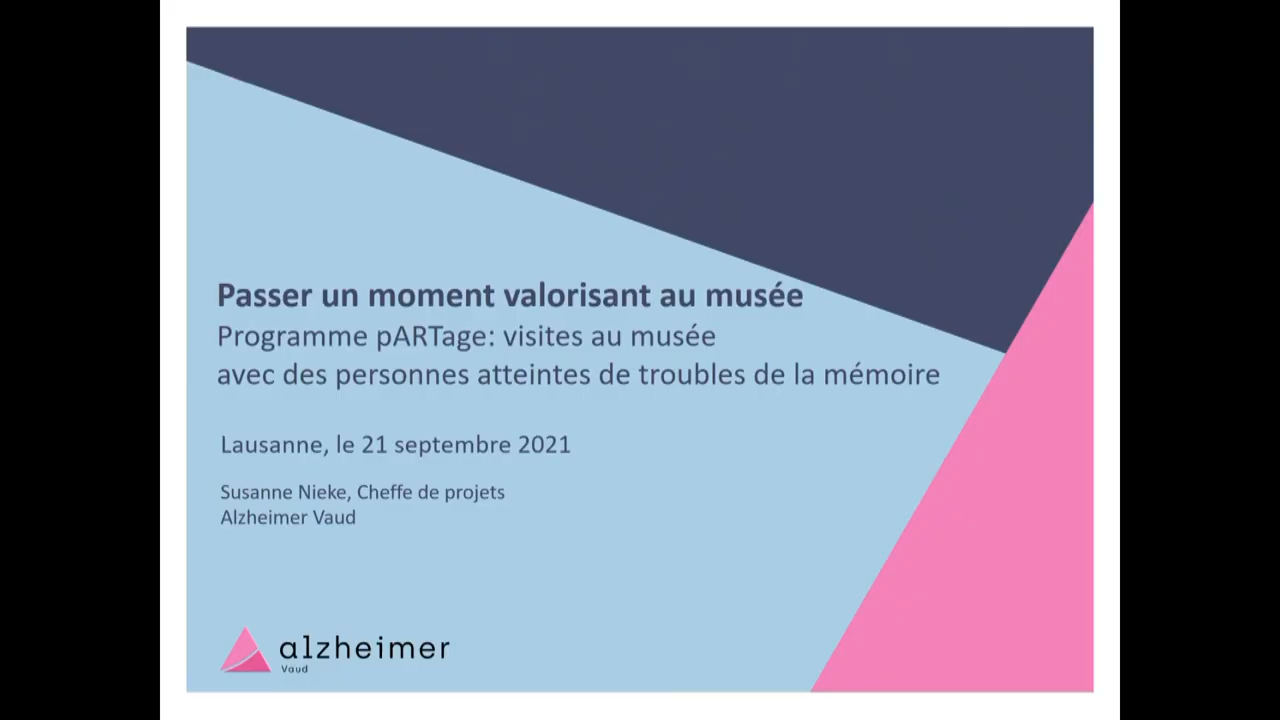 Passer un moment valorisant au musée
Programme pARTage: visites au musée
avec des personnes atteintes de troubles de la mémoire
Lausanne, le 21 septembre 2021
Susanne Nieke, Cheffe de projets
Alzheimer Vaud
alzheimer
Vaud